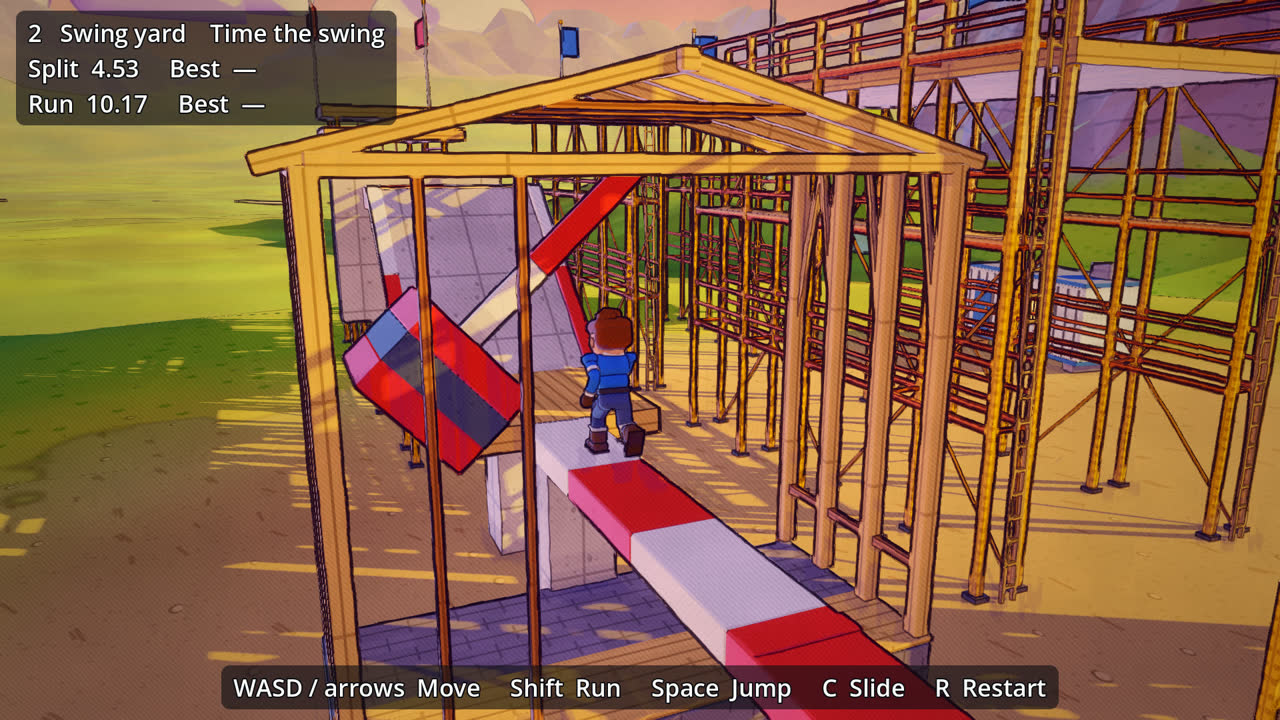 2 Swing yard Time the swing
Split 4.53 Best —
Run 10.17 Best —
WASD / arrows Move Shift Run Space Jump C Slide R Restart